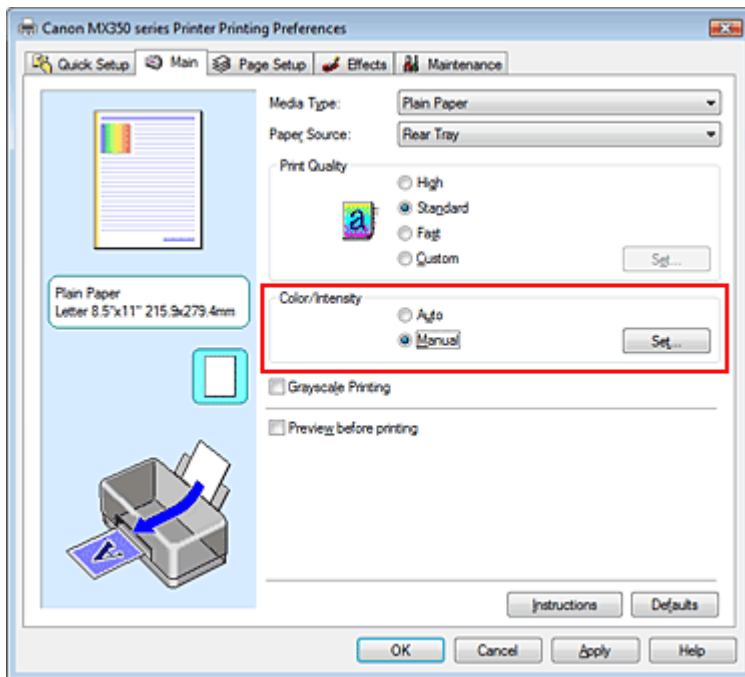 Canon MX350 series Printer Printing Preferences
Quick Setup Main Page Setup Effects Maintenance
Media Type: Plain Paper
Paper Source: Rear Tray
Print Quality
High
a
Standard
Fast
Custom Set...
Plain Paper
Letter 8.5"x11" 215.9x279.4mm
Color/Intensity
Auto
Manual Set...
Grayscale Printing
Preview before printing
A
Instructions Defaults
OK Cancel Apply Help